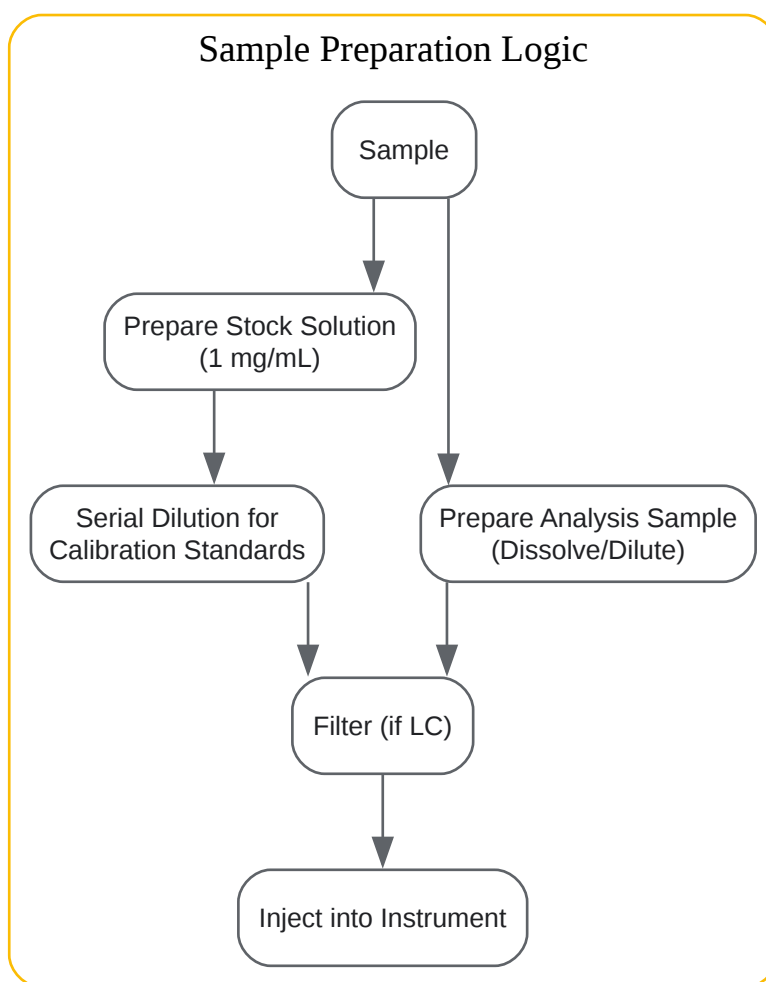 Sample Preparation Logic
Sample
Prepare Stock Solution
(1 mg/mL)
Serial Dilution for
Calibration Standards
Prepare Analysis Sample
(Dissolve/Dilute)
Filter (if LC)
Inject into Instrument